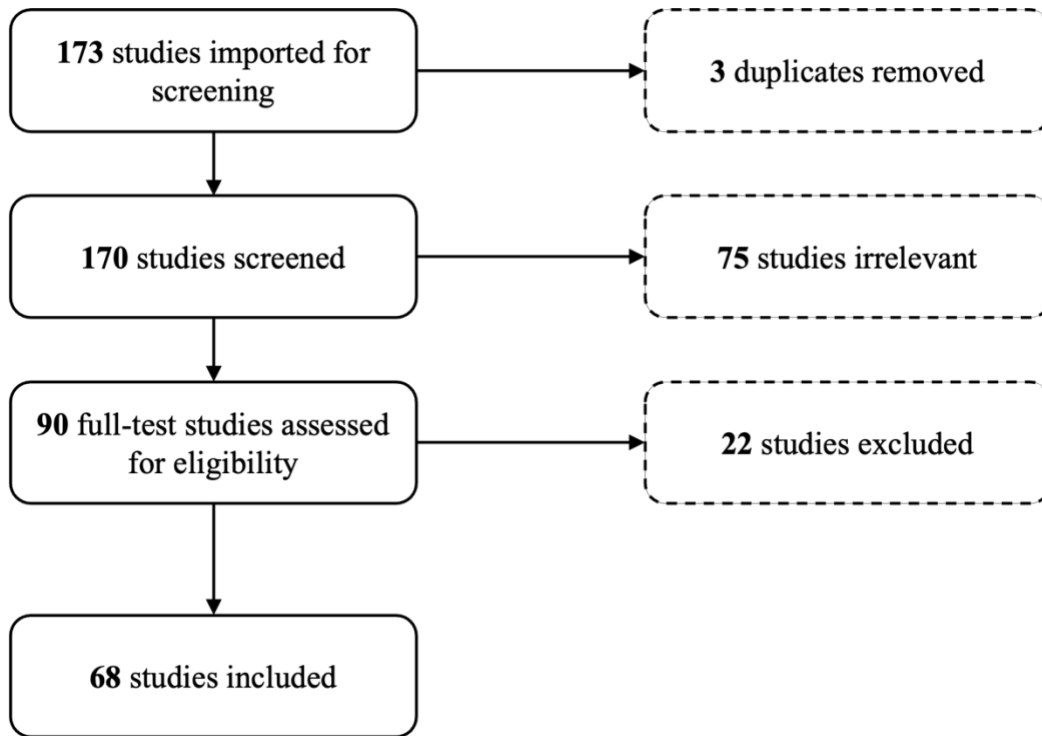 173 studies imported for
screening
3 duplicates removed
170 studies screened
75 studies irrelevant
90 full-test studies assessed
for eligibility
22 studies excluded
68 studies included